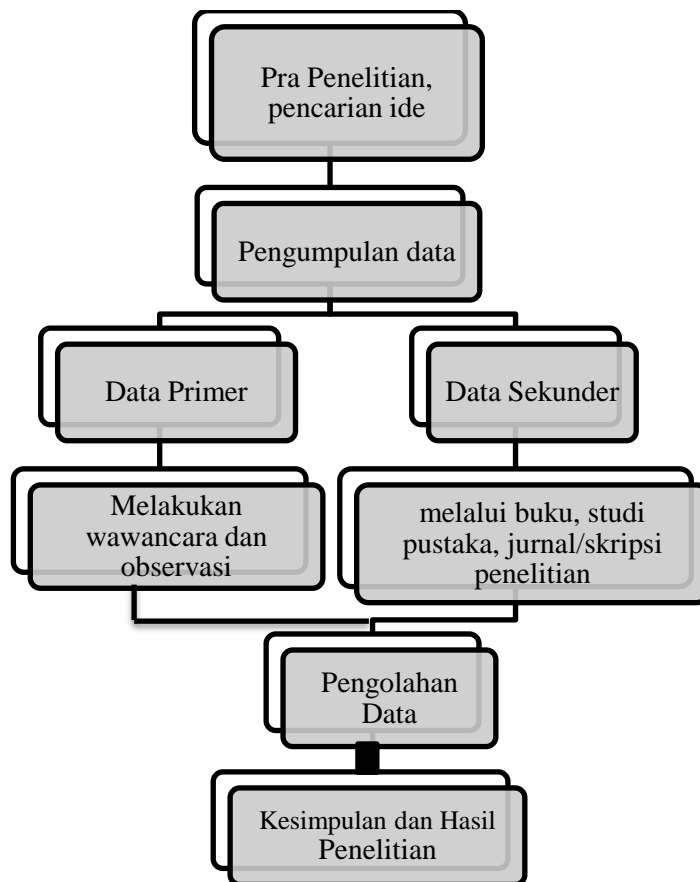 Pra Penelitian,
pencarian ide
Pengumpulan data
Data Primer
Data Sekunder
Melakukan
wawancara dan
observasi
melalui buku, studi
pustaka, jurnal/skripsi
penelitian
Pengolahan
Data
Kesimpulan dan Hasil
Penelitian